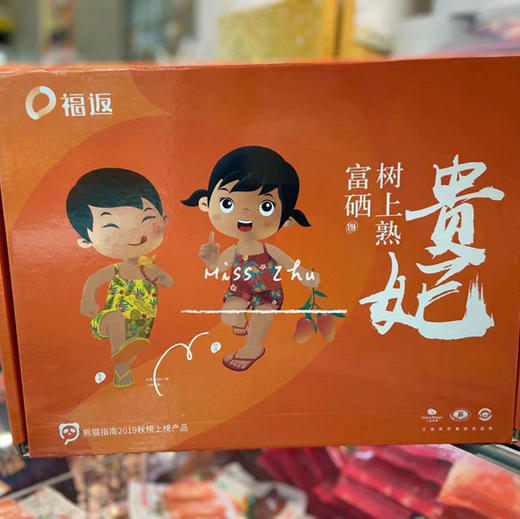 福返
贵妃
树上熟
富硒
Miss Zhu
熊猫指南2019秋榜上榜产品